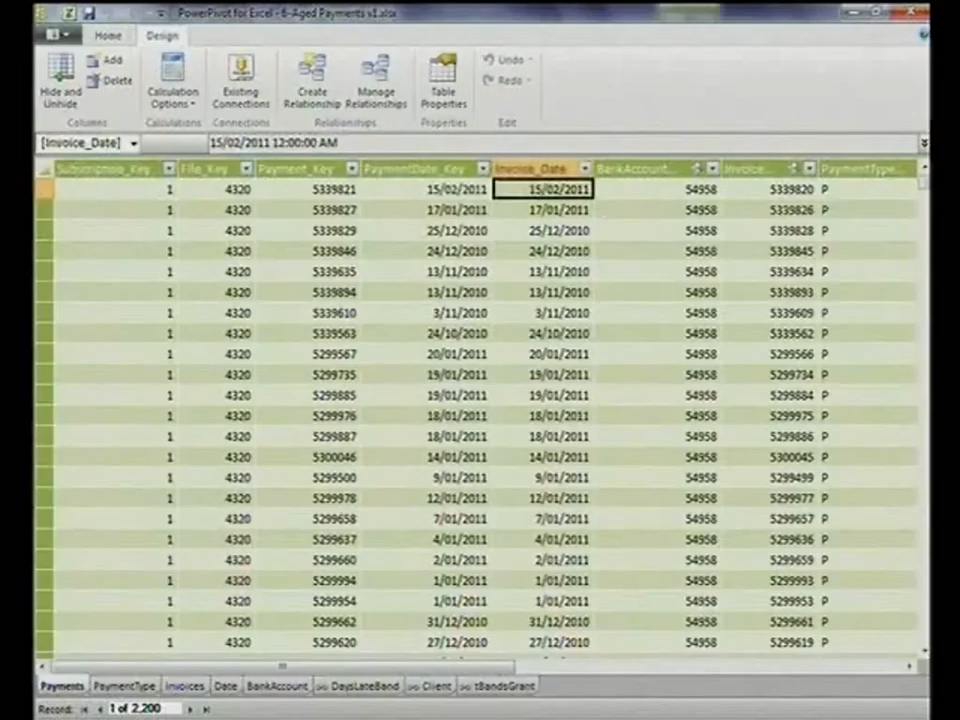 PowerPivot for Excel - 6-Aged Payments v1.xlsx
Home Design
Hide and Unhide Add Delete Calculation Options Existing Connections Create Relationship Manage Relationships Table Properties Undo Redo
Columns Calculations Connections Relationships Properties Edit
[Invoice_Date] 15/02/2011 12:00:00 AM
Subscription_Key File_Key Payment_Key PaymentDate_Key Invoice_Date BankAccount... Invoice... PaymentType...
1 4320 5339821 15/02/2011 15/02/2011 54958 5339820 P
1 4320 5339827 17/01/2011 17/01/2011 54958 5339826 P
1 4320 5339829 25/12/2010 25/12/2010 54958 5339828 P
1 4320 5339846 24/12/2010 24/12/2010 54958 5339845 P
1 4320 5339635 13/11/2010 13/11/2010 54958 5339634 P
1 4320 5339894 13/11/2010 13/11/2010 54958 5339893 P
1 4320 5339610 3/11/2010 3/11/2010 54958 5339609 P
1 4320 5339563 24/10/2010 24/10/2010 54958 5339562 P
1 4320 5299567 20/01/2011 20/01/2011 54958 5299566 P
1 4320 5299735 19/01/2011 19/01/2011 54958 5299734 P
1 4320 5299885 19/01/2011 19/01/2011 54958 5299884 P
1 4320 5299976 18/01/2011 18/01/2011 54958 5299975 P
1 4320 5299887 18/01/2011 18/01/2011 54958 5299886 P
1 4320 5300046 14/01/2011 14/01/2011 54958 5300045 P
1 4320 5299500 9/01/2011 9/01/2011 54958 5299499 P
1 4320 5299978 12/01/2011 12/01/2011 54958 5299977 P
1 4320 5299658 7/01/2011 7/01/2011 54958 5299657 P
1 4320 5299637 4/01/2011 4/01/2011 54958 5299636 P
1 4320 5299660 2/01/2011 2/01/2011 54958 5299659 P
1 4320 5299994 1/01/2011 1/01/2011 54958 5299993 P
1 4320 5299954 1/01/2011 1/01/2011 54958 5299953 P
1 4320 5299662 31/12/2010 31/12/2010 54958 5299661 P
1 4320 5299620 27/12/2010 27/12/2010 54958 5299619 P
Payments PaymentType Invoices Date BankAccount DaysLateBand Client tBandsGrant
Record: 1 of 2,200